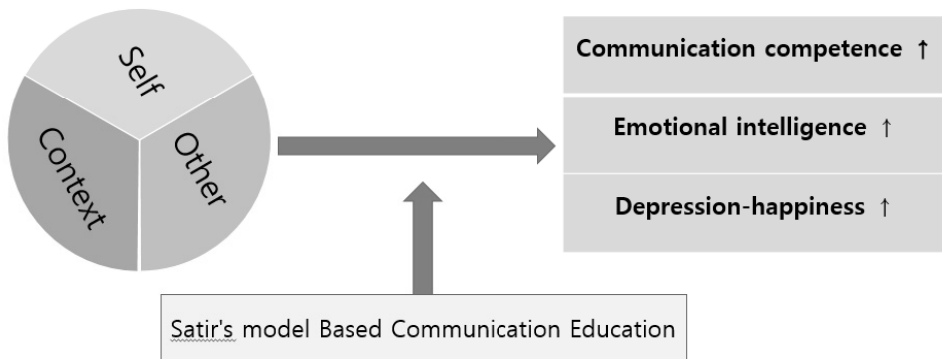 Self
Other
Context
Communication competence ↑
Emotional intelligence ↑
Depression-happiness ↑
Satir's model Based Communication Education